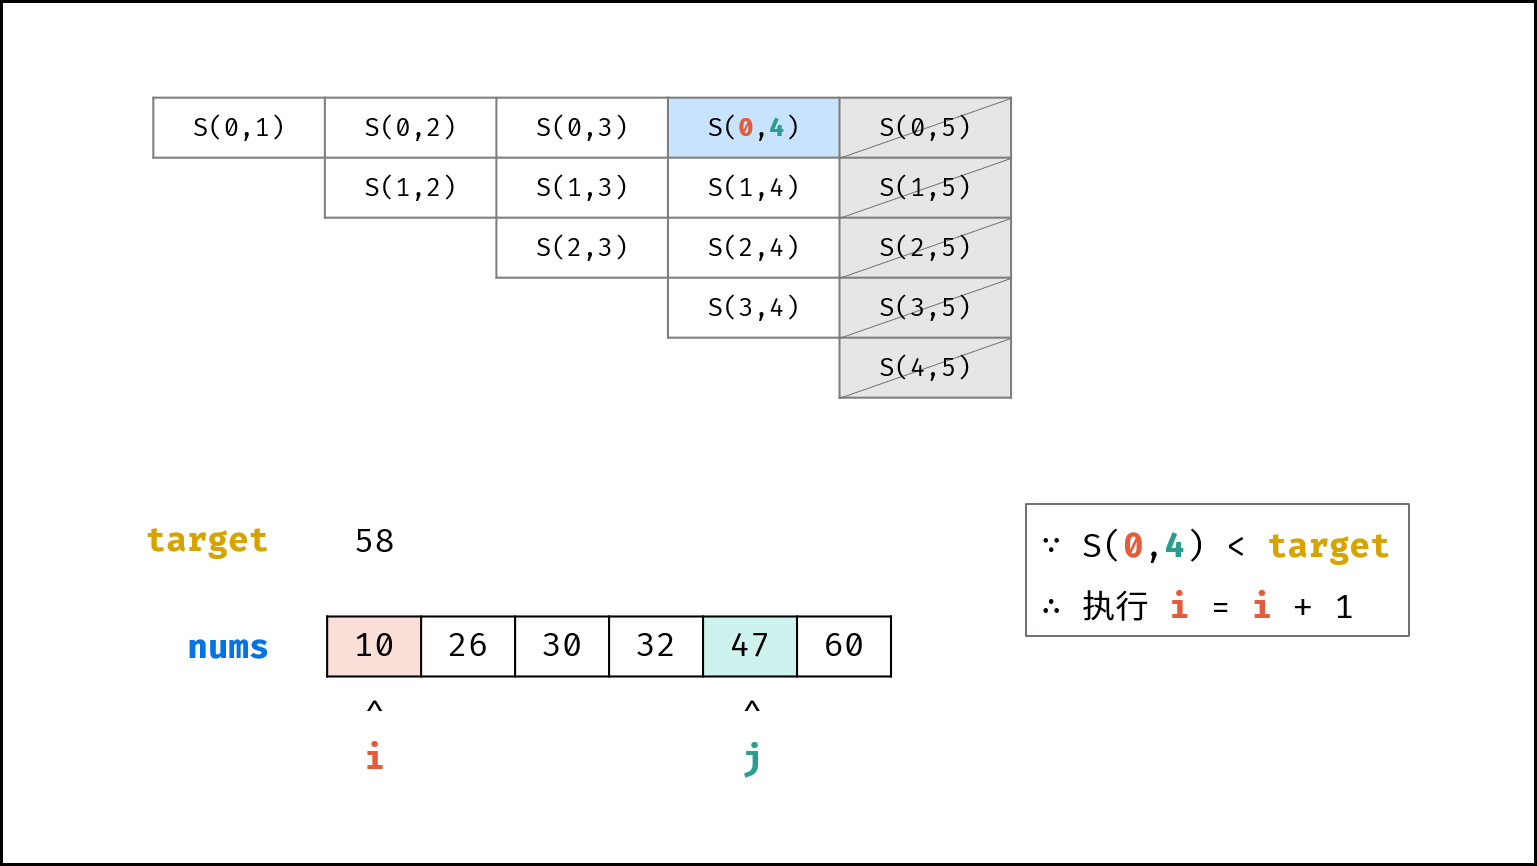 S(0,1) S(0,2) S(0,3) S(0,4) S(0,5)
S(1,2) S(1,3) S(1,4) S(1,5)
S(2,3) S(2,4) S(2,5)
S(3,4) S(3,5)
S(4,5)
target 58
∵ S(0,4) < target
∴ 执行 i = i + 1
nums 10 26 30 32 47 60
^ ^
i j